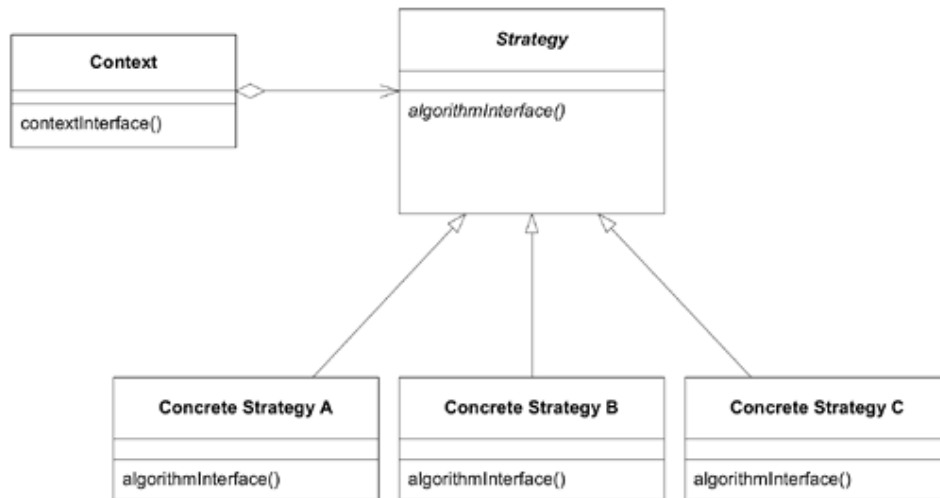 Strategy
Context
algorithmInterface()
contextInterface()
Concrete Strategy A
Concrete Strategy B
Concrete Strategy C
algorithmInterface()
algorithmInterface()
algorithmInterface()